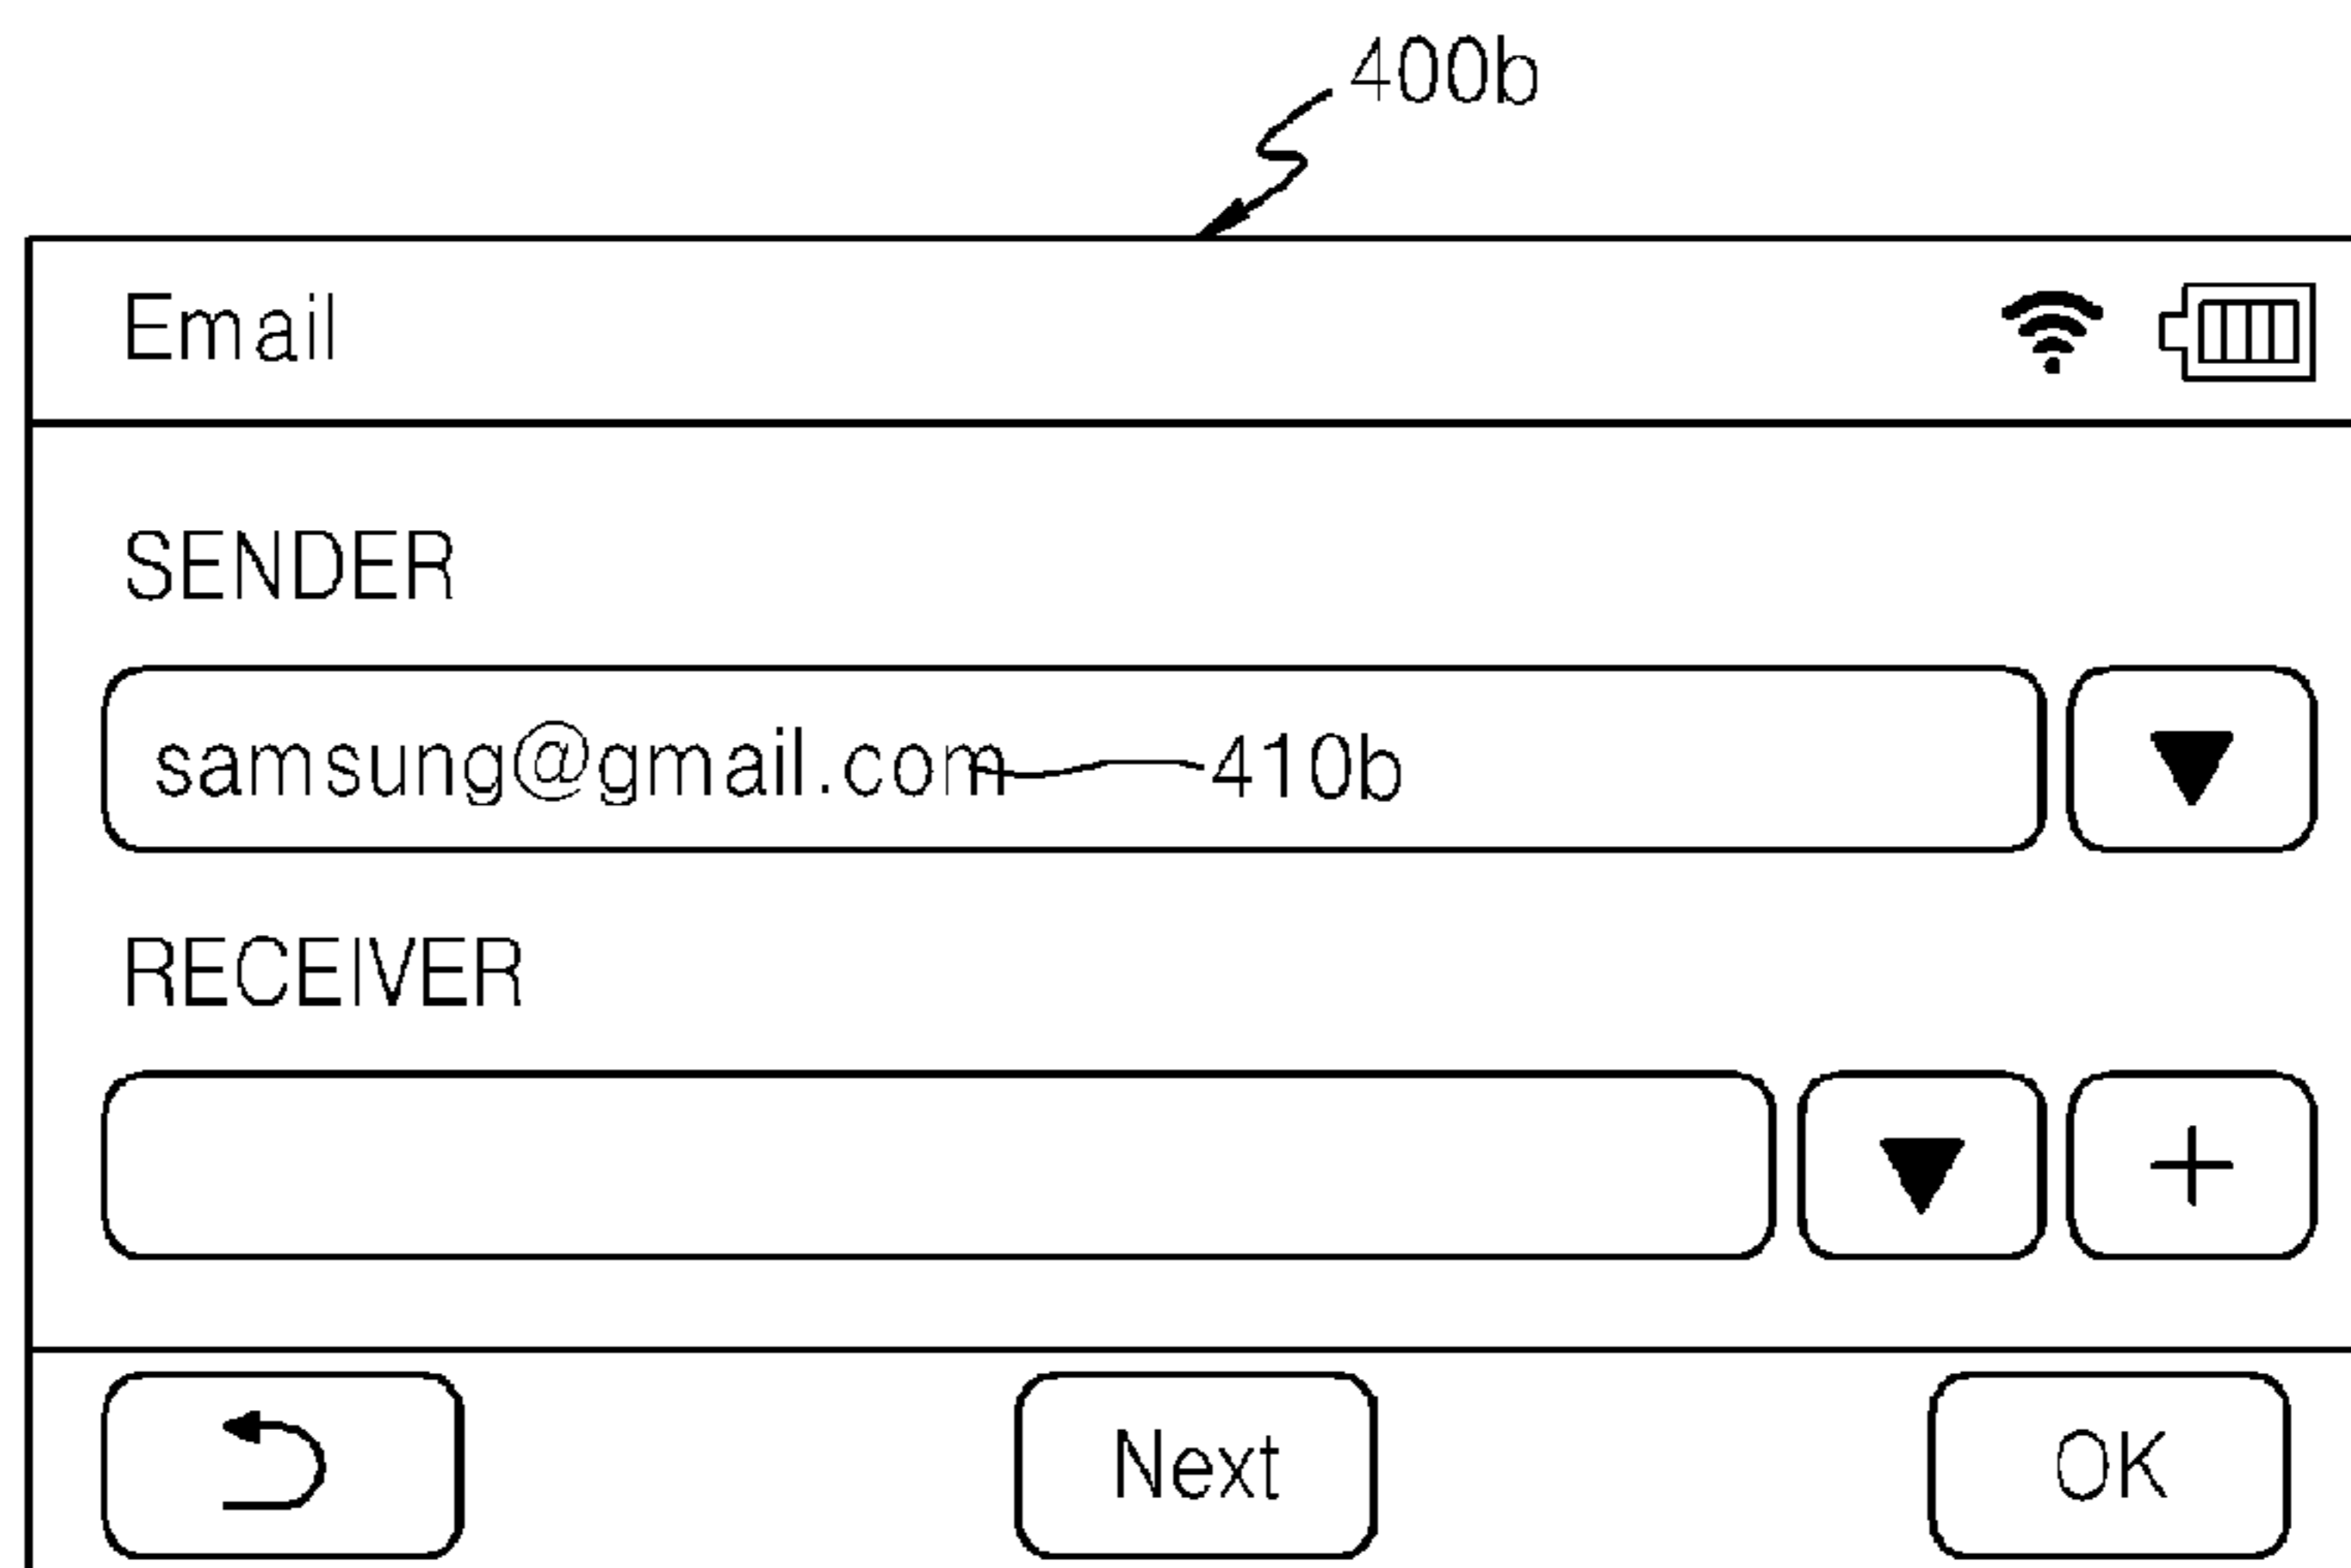 400b
Email
SENDER
samsung@gmail.com 410b
RECEIVER
+
Next OK